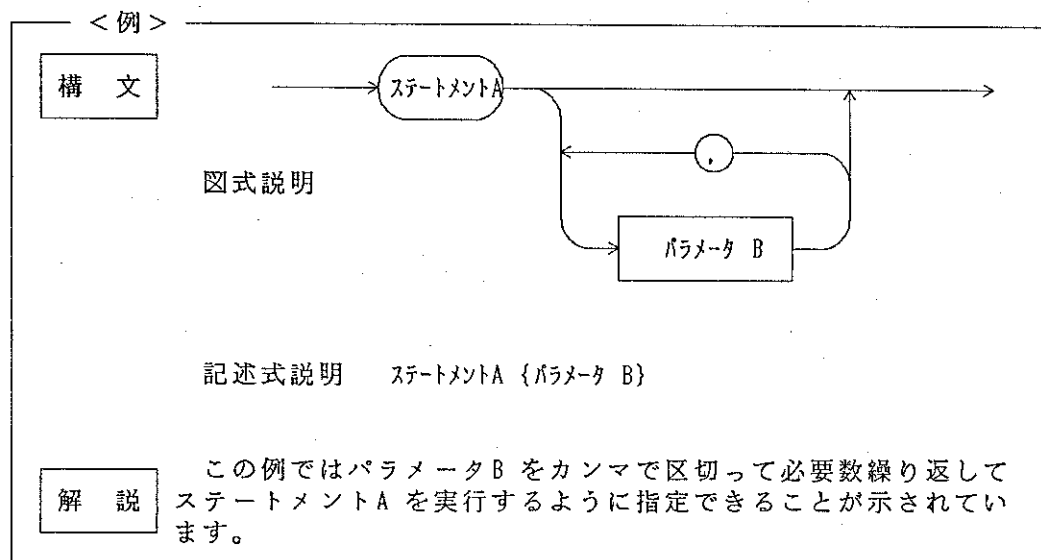 <例>
構 文
ステートメントA
,
図式説明
パラメータ B
記述式説明 ステートメントA {パラメータ B}
解 説
この例ではパラメータB をカンマで区切って必要数繰り返して
ステートメントA を実行するように指定できることが示されてい
ます。